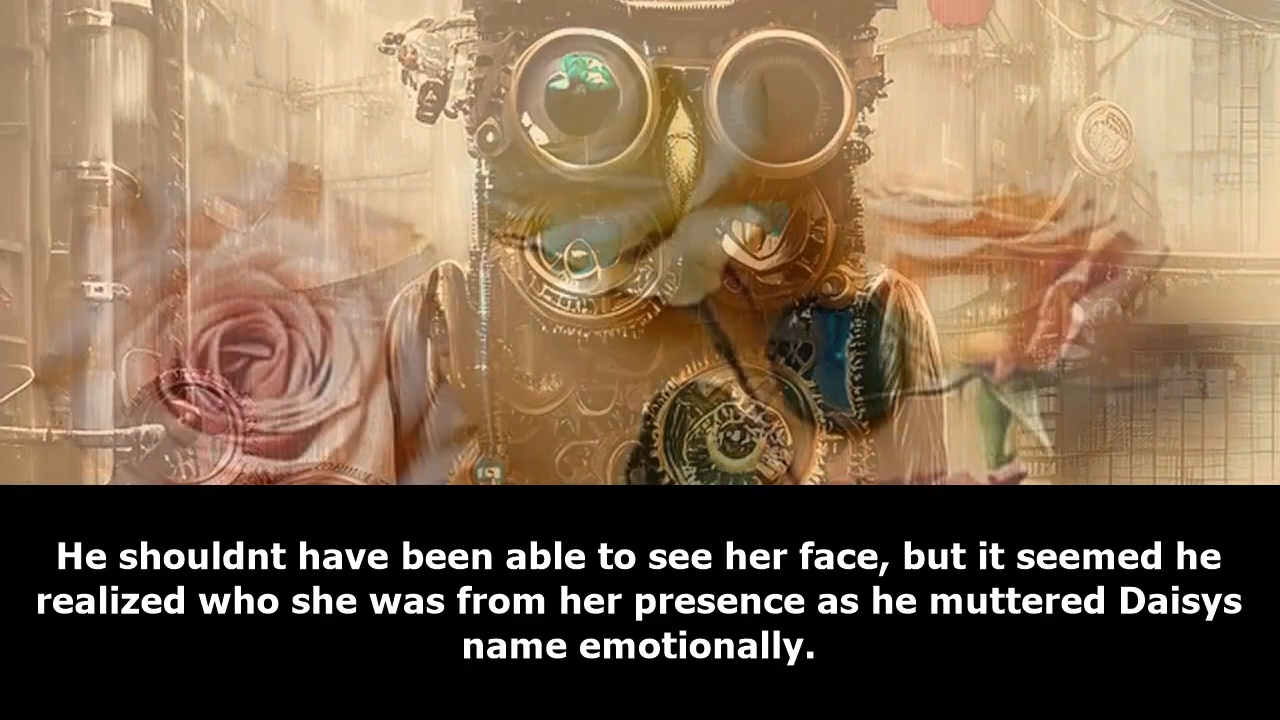 He shouldnt have been able to see her face, but it seemed he
realized who she was from her presence as he muttered Daisys
name emotionally.